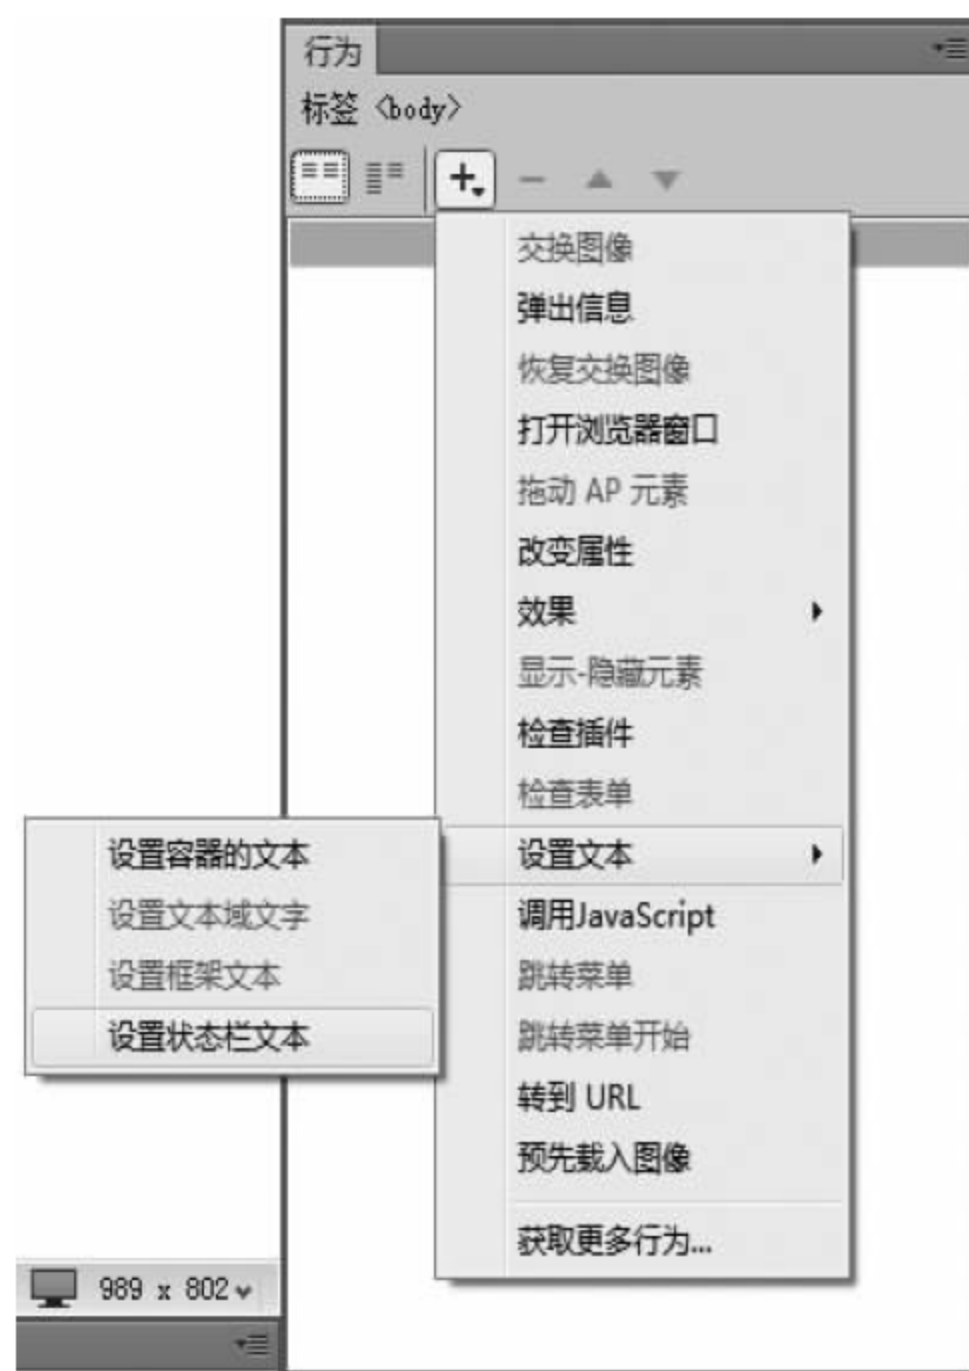 行为
标签 <body>
交换图像
弹出信息
恢复交换图像
打开浏览器窗口
拖动 AP 元素
改变属性
效果
显示-隐藏元素
检查插件
检查表单
设置文本
调用JavaScript
跳转菜单
跳转菜单开始
转到 URL
预先载入图像
获取更多行为...
设置容器的文本
设置文本域文字
设置框架文本
设置状态栏文本
989 x 802